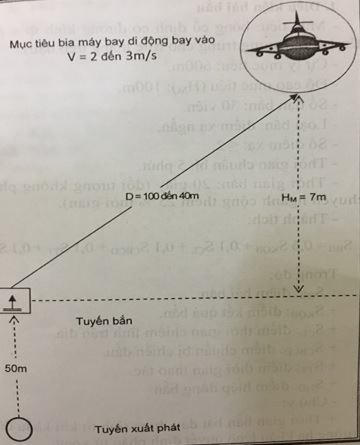 Mục tiêu bia máy bay di động bay vào
V = 2 đến 3m/s
D = 100 đến 40m
H_M = 7m
Tuyến bắn
50m
Tuyến xuất phát